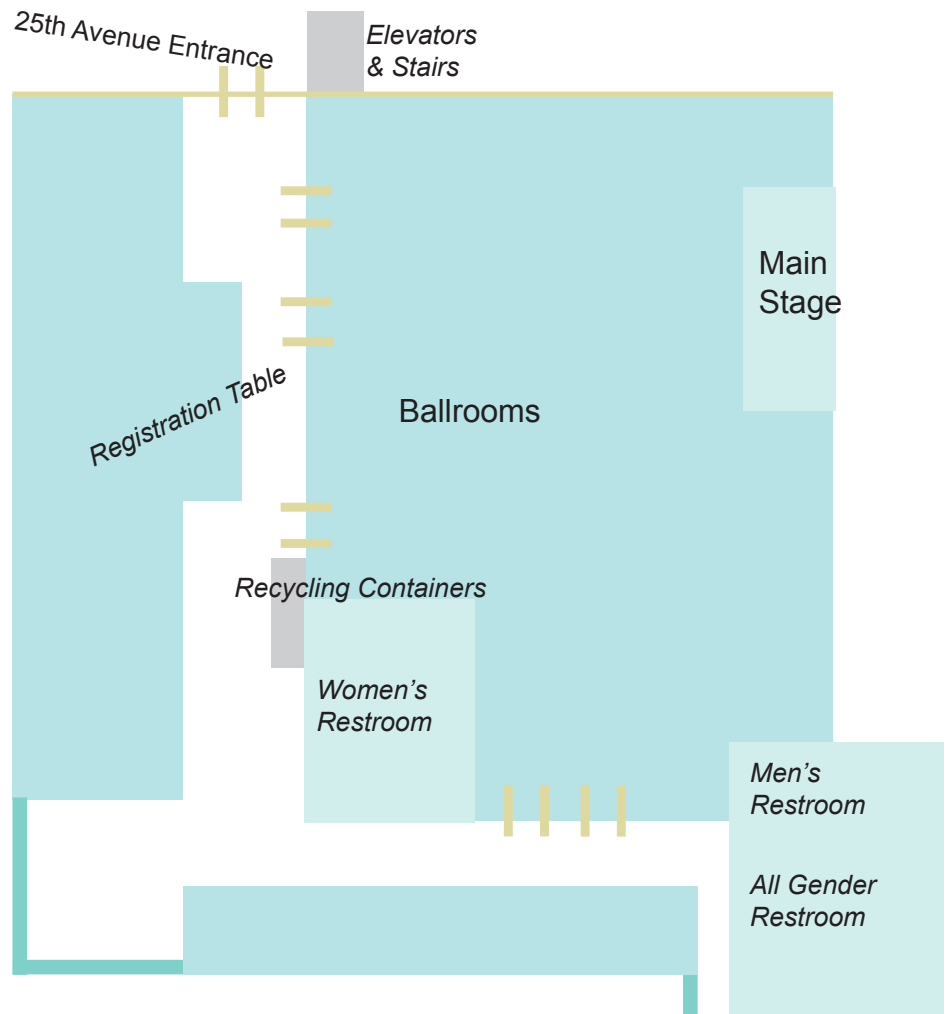 25th Avenue Entrance
Elevators
& Stairs
Main
Stage
Registration Table
Ballrooms
Recycling Containers
Women’s
Restroom
Men’s
Restroom
All Gender
Restroom